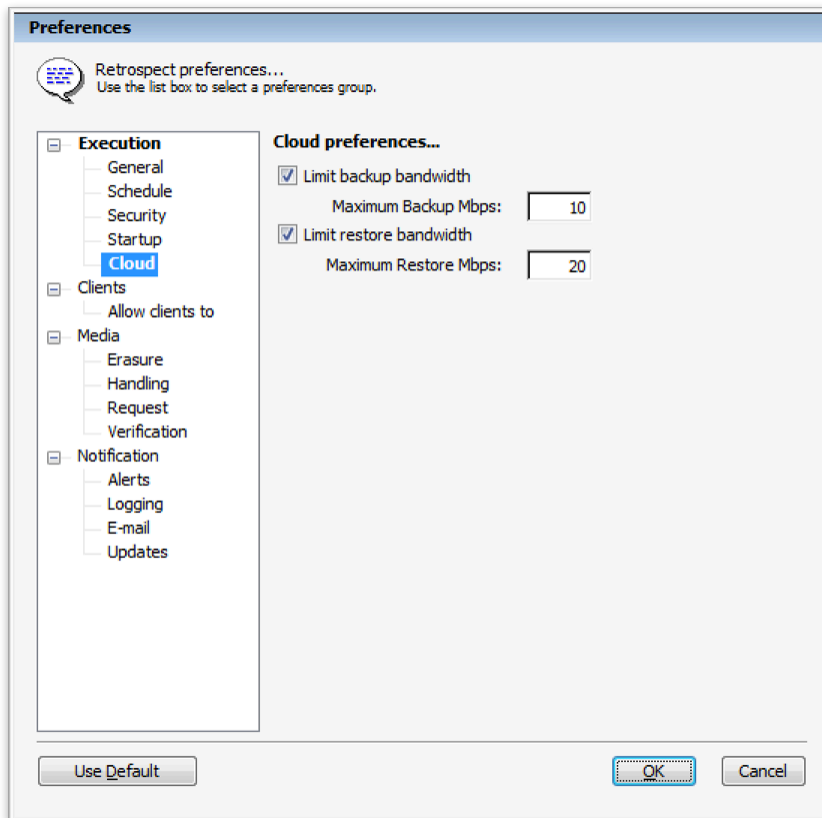 Preferences
Retrospect preferences...
Use the list box to select a preferences group.
Execution
General
Schedule
Security
Startup
Cloud
Clients
Allow clients to
Media
Erasure
Handling
Request
Verification
Notification
Alerts
Logging
E-mail
Updates
Cloud preferences...
Limit backup bandwidth
Maximum Backup Mbps: 10
Limit restore bandwidth
Maximum Restore Mbps: 20
Use Default
OK
Cancel